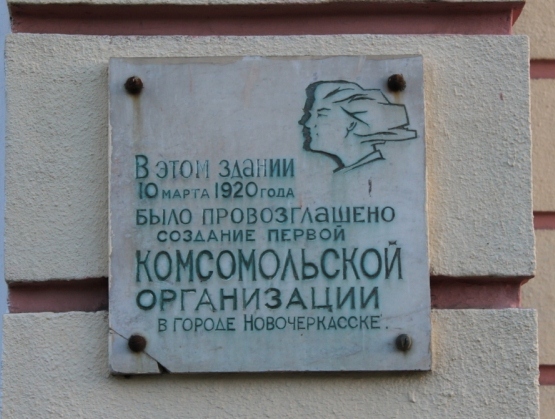 В этом здании
10 марта 1920 года
было провозглашено
создание первой
комсомольской
организации
в городе Новочеркасске.